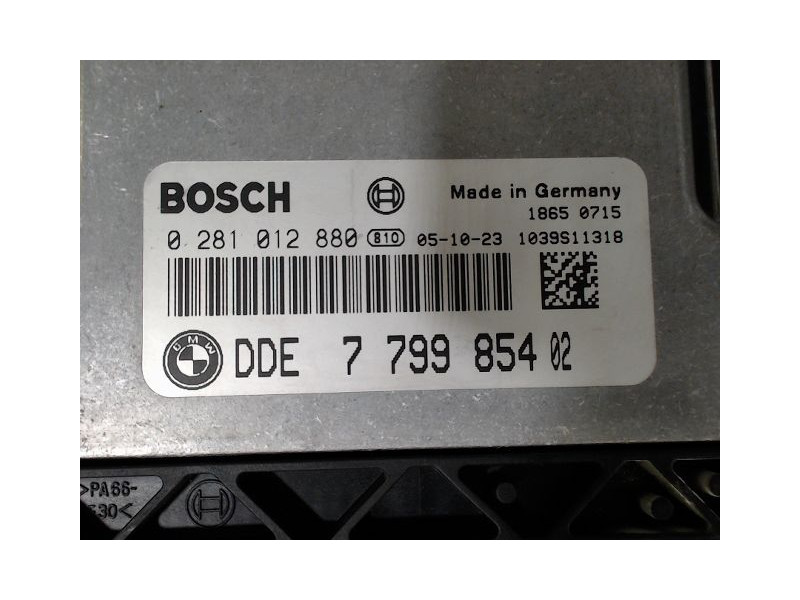 BOSCH Made in Germany
1865 0715
0 281 012 880 810 05-10-23 1039S11318
BMW DDE 7 799 854 02
>PA66-